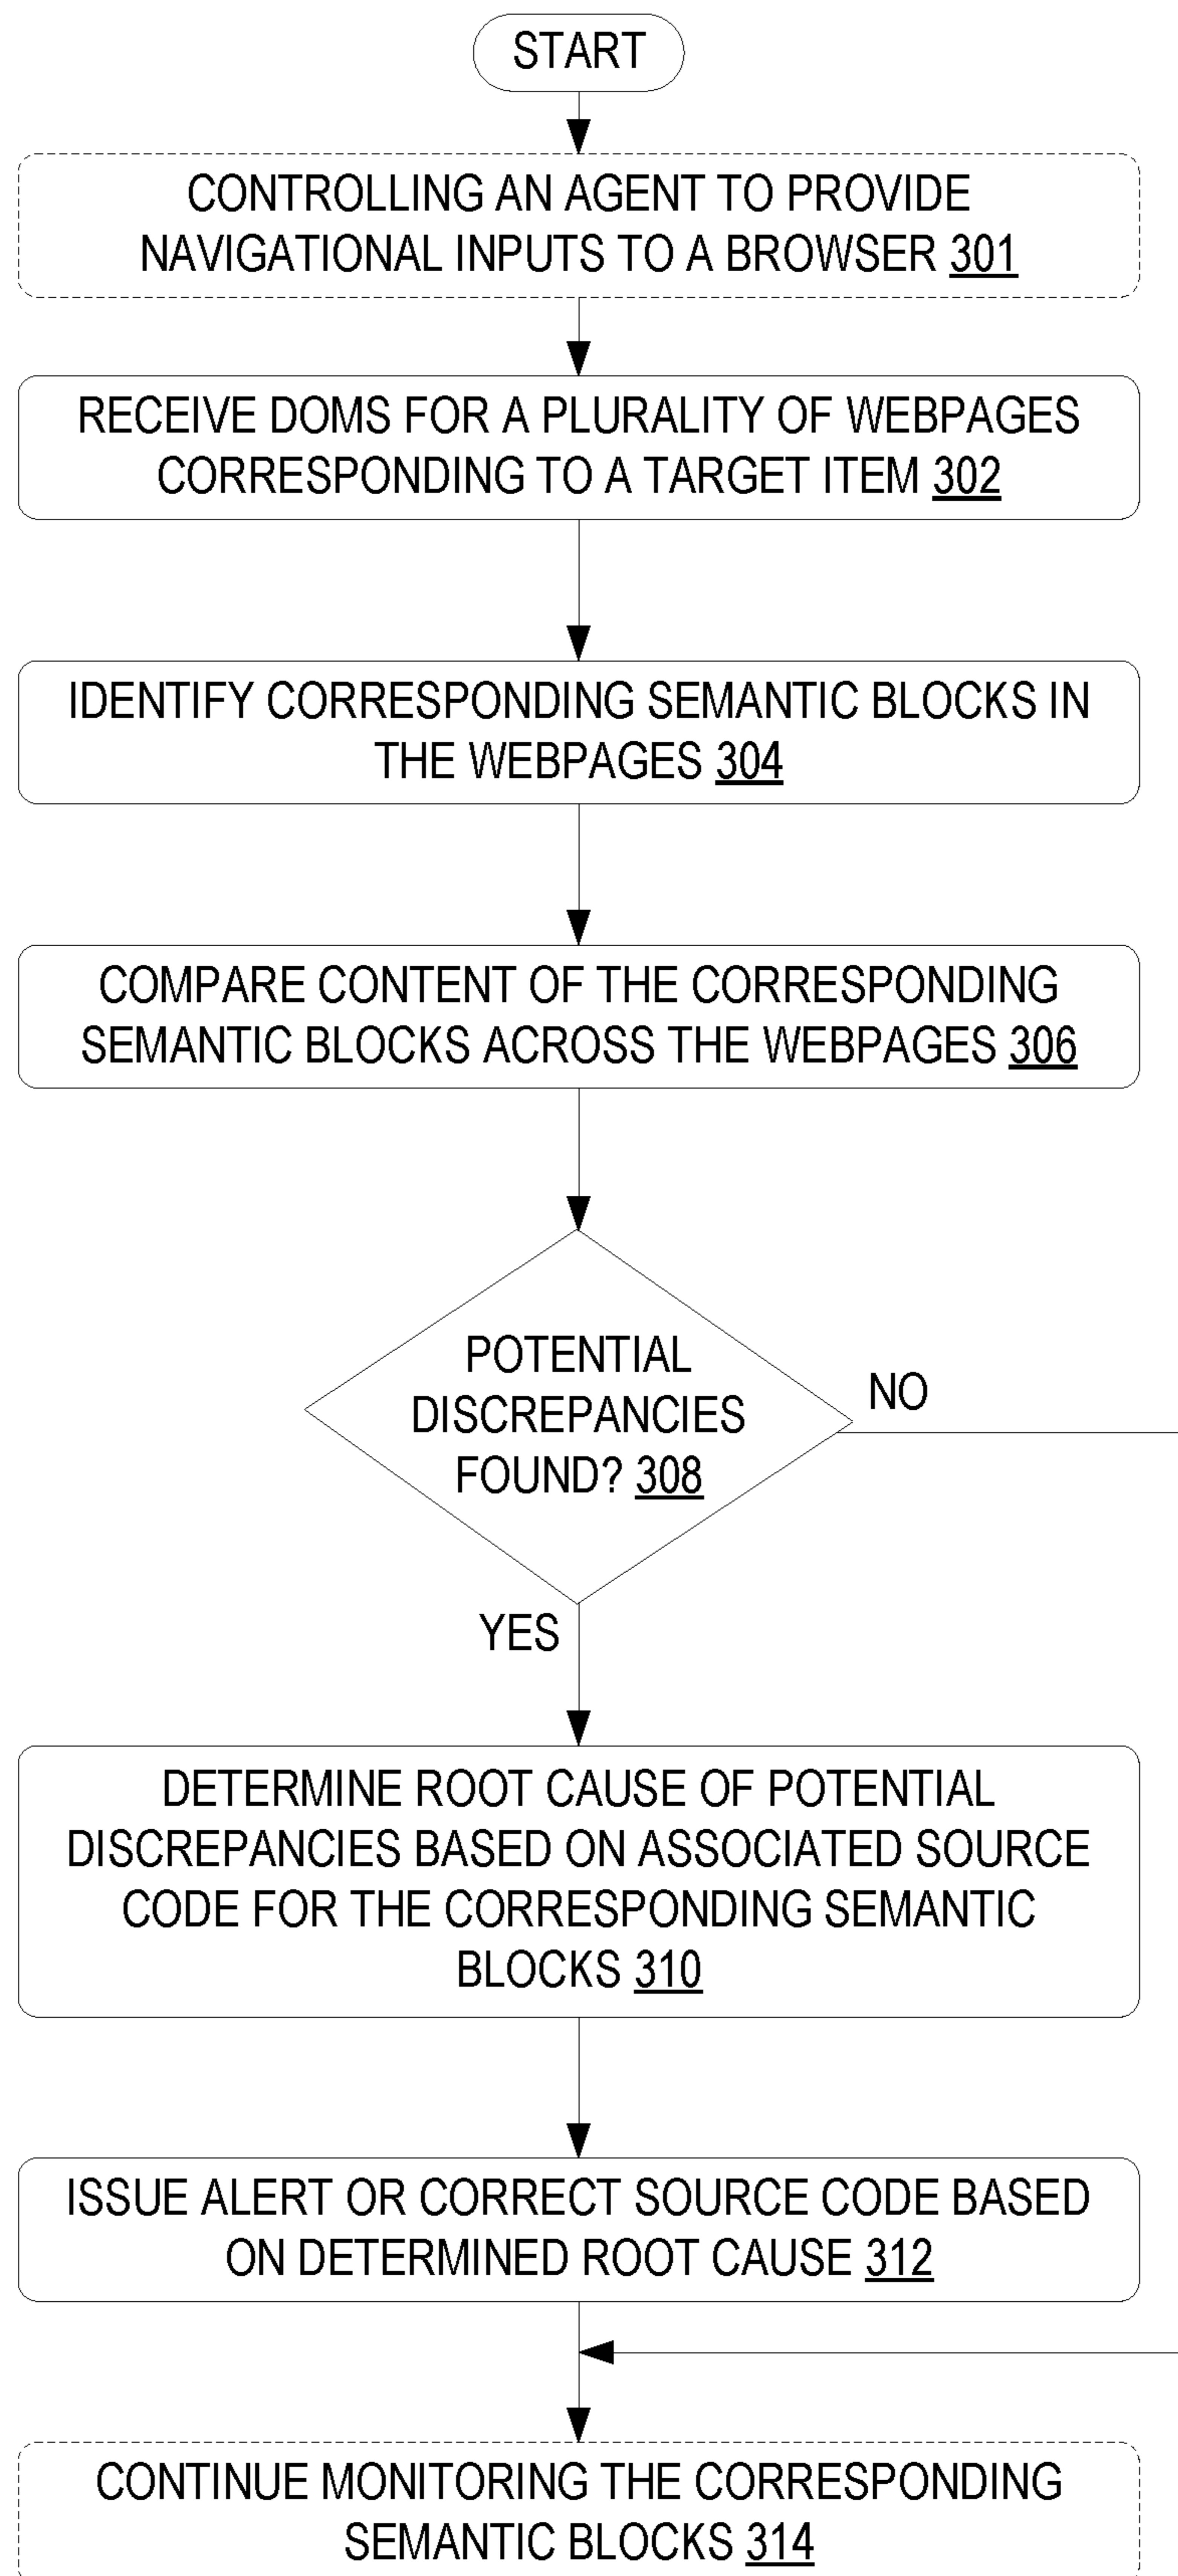 START
CONTROLLING AN AGENT TO PROVIDE
NAVIGATIONAL INPUTS TO A BROWSER 301
RECEIVE DOMS FOR A PLURALITY OF WEBPAGES
CORRESPONDING TO A TARGET ITEM 302
IDENTIFY CORRESPONDING SEMANTIC BLOCKS IN
THE WEBPAGES 304
COMPARE CONTENT OF THE CORRESPONDING
SEMANTIC BLOCKS ACROSS THE WEBPAGES 306
POTENTIAL
DISCREPANCIES
FOUND? 308
NO
YES
DETERMINE ROOT CAUSE OF POTENTIAL
DISCREPANCIES BASED ON ASSOCIATED SOURCE
CODE FOR THE CORRESPONDING SEMANTIC
BLOCKS 310
ISSUE ALERT OR CORRECT SOURCE CODE BASED
ON DETERMINED ROOT CAUSE 312
CONTINUE MONITORING THE CORRESPONDING
SEMANTIC BLOCKS 314